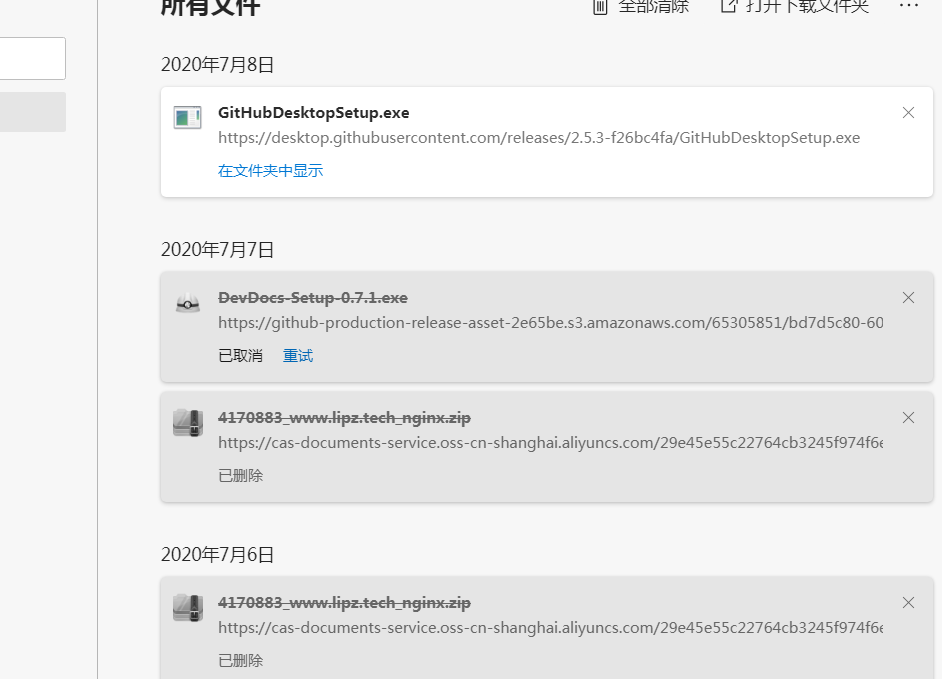 所有文件
全部清除
打开下载文件夹
2020年7月8日
GitHubDesktopSetup.exe
https://desktop.githubusercontent.com/releases/2.5.3-f26bc4fa/GitHubDesktopSetup.exe
在文件夹中显示
2020年7月7日
DevDocs-Setup-0.7.1.exe
https://github-production-release-asset-2e65be.s3.amazonaws.com/65305851/bd7d5c80-60
已取消 重试
4170883_www.lipz.tech_nginx.zip
https://cas-documents-service.oss-cn-shanghai.aliyuncs.com/29e45e55c22764cb3245f974f6e
已删除
2020年7月6日
4170883_www.lipz.tech_nginx.zip
https://cas-documents-service.oss-cn-shanghai.aliyuncs.com/29e45e55c22764cb3245f974f6e
已删除